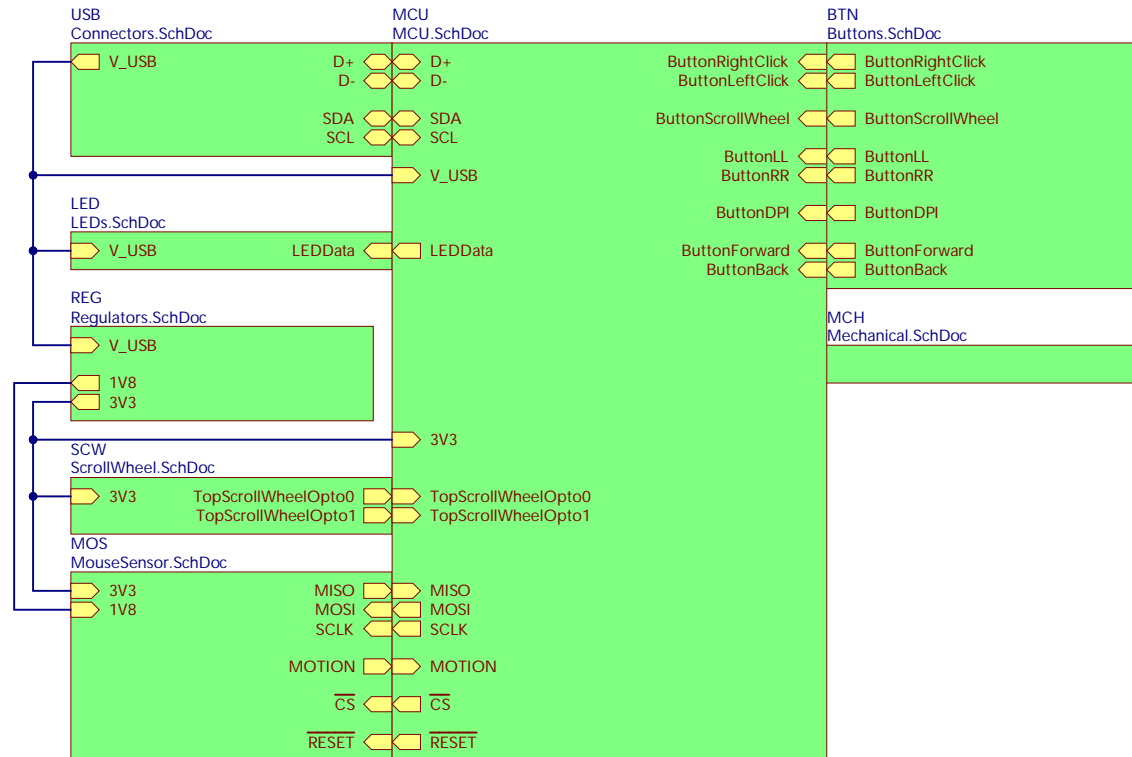 USB
Connectors.SchDoc
V_USB
D+
D-
SDA
SCL
MCU
MCU.SchDoc
D+
D-
SDA
SCL
V_USB
LEDData
3V3
TopScrollWheelOpto0
TopScrollWheelOpto1
MISO
MOSI
SCLK
MOTION
CS
RESET
ButtonRightClick
ButtonLeftClick
ButtonScrollWheel
ButtonLL
ButtonRR
ButtonDPI
ButtonForward
ButtonBack
BTN
Buttons.SchDoc
ButtonRightClick
ButtonLeftClick
ButtonScrollWheel
ButtonLL
ButtonRR
ButtonDPI
ButtonForward
ButtonBack
MCH
Mechanical.SchDoc
LED
LEDs.SchDoc
V_USB
LEDData
REG
Regulators.SchDoc
V_USB
1V8
3V3
SCW
ScrollWheel.SchDoc
3V3
TopScrollWheelOpto0
TopScrollWheelOpto1
MOS
MouseSensor.SchDoc
3V3
1V8
MISO
MOSI
SCLK
MOTION
CS
RESET